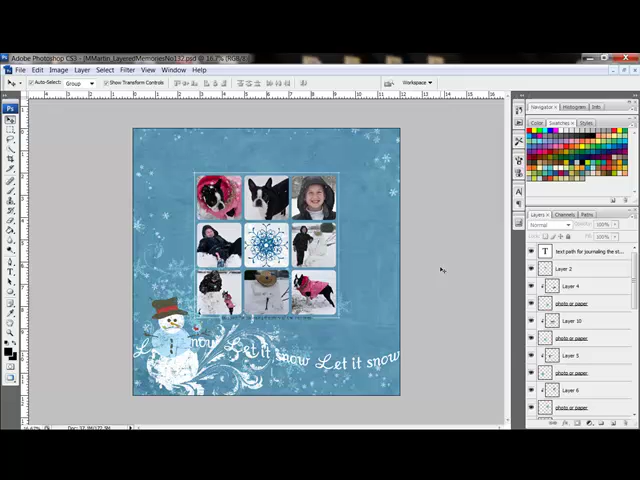 Adobe Photoshop CS3 - [MMartin_LayeredMemoriesNo132.psd @ 16.7% (RGB/8)]
File Edit Image Layer Select Filter View Window Help
Auto-Select: Group Show Transform Controls Workspace
Navigator Histogram Info
Color Swatches Styles
Layers Channels Paths
Normal Opacity: 100%
Lock: Fill: 100%
text path for journaling the st...
Layer 2
Layer 4
photo or paper
Layer 10
photo or paper
Layer 5
photo or paper
Layer 6
photo or paper
Let it snow Let it snow